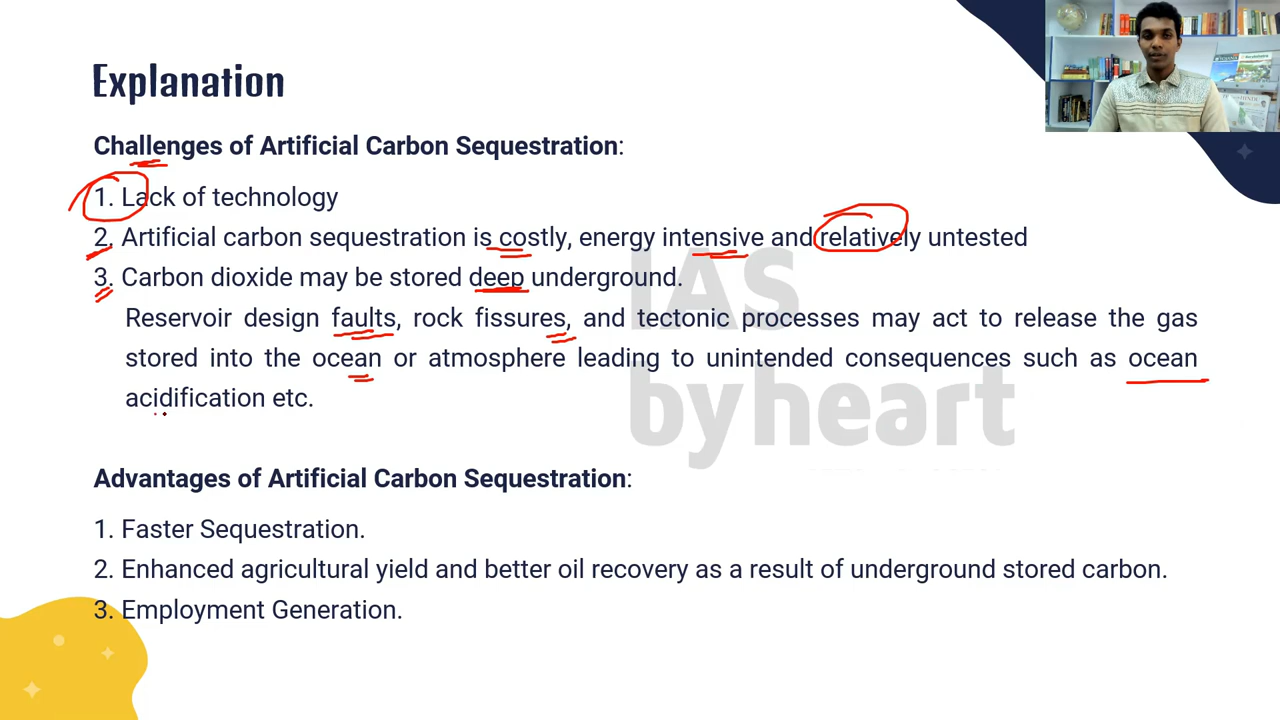 Explanation
Challenges of Artificial Carbon Sequestration:
1. Lack of technology
2. Artificial carbon sequestration is costly, energy intensive and relatively untested
3. Carbon dioxide may be stored deep underground.
Reservoir design faults, rock fissures, and tectonic processes may act to release the gas
stored into the ocean or atmosphere leading to unintended consequences such as ocean
acidification etc.
IAS
by heart
Advantages of Artificial Carbon Sequestration:
1. Faster Sequestration.
2. Enhanced agricultural yield and better oil recovery as a result of underground stored carbon.
3. Employment Generation.